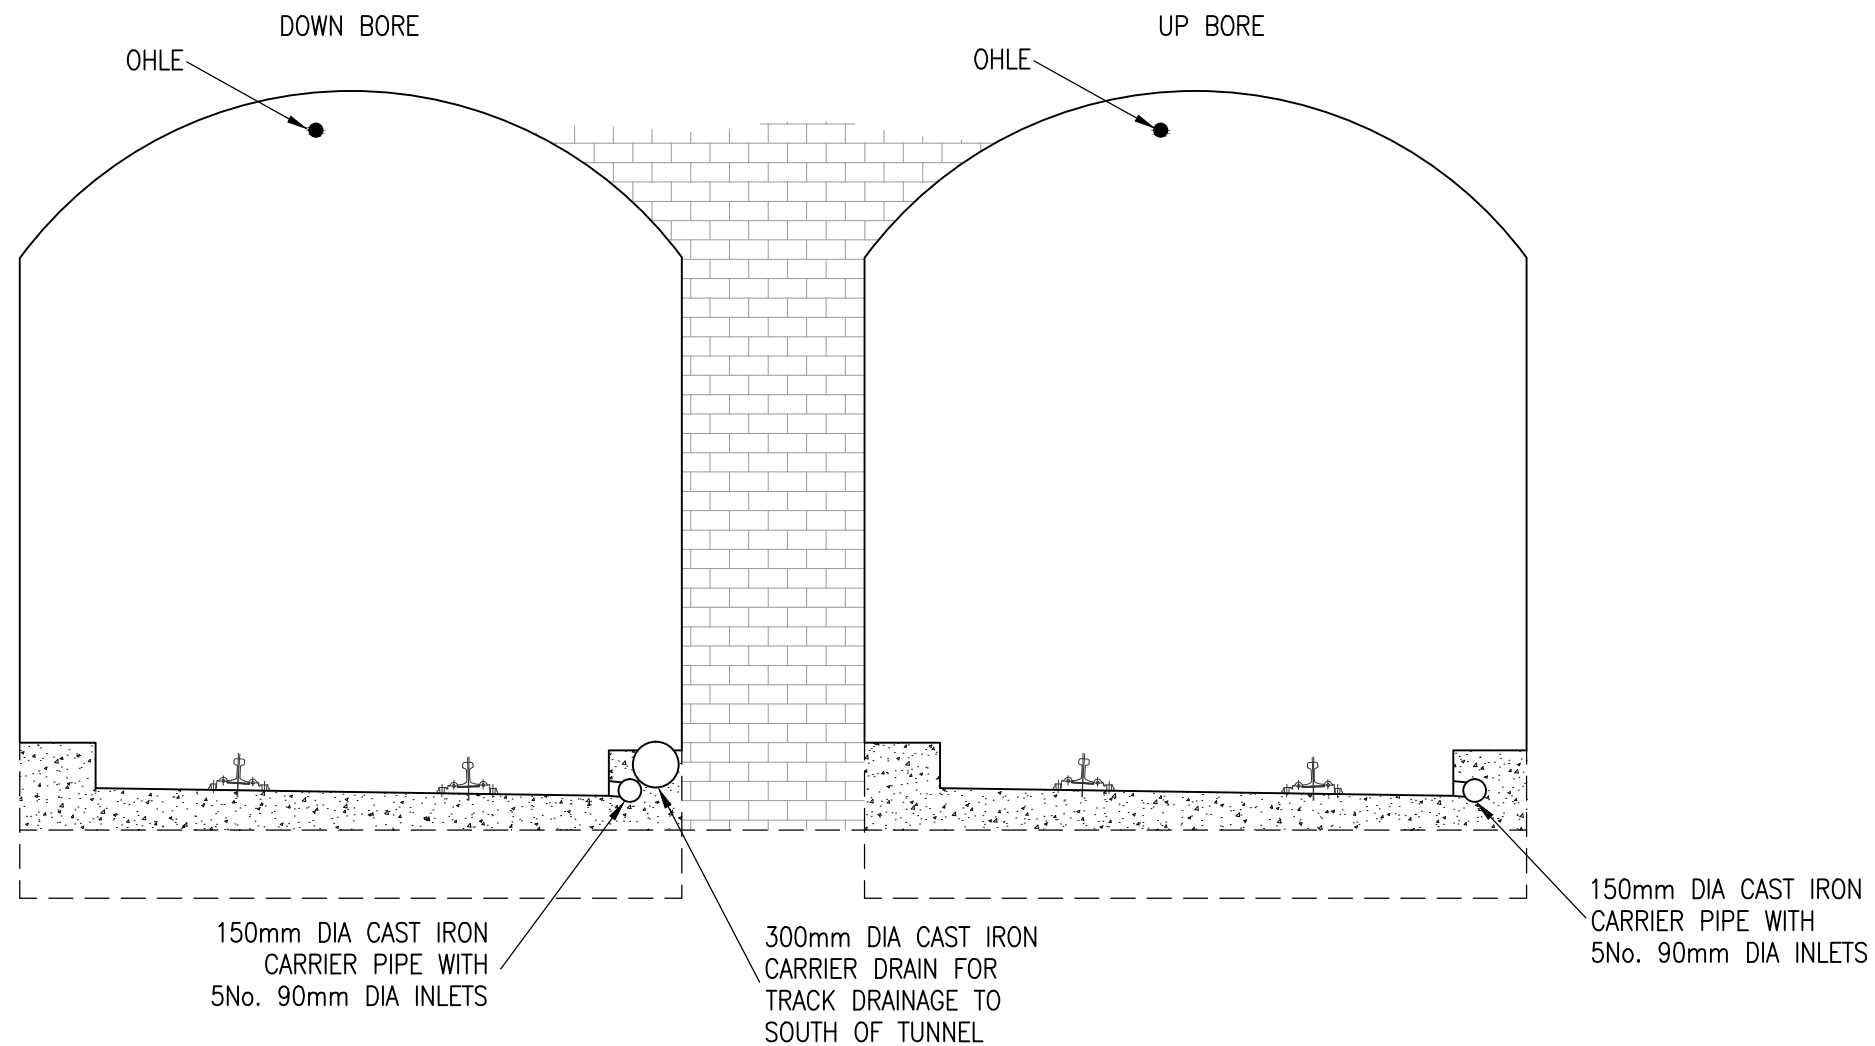 DOWN BORE
UP BORE
OHLE
OHLE
150mm DIA CAST IRON
CARRIER PIPE WITH
5No. 90mm DIA INLETS
300mm DIA CAST IRON
CARRIER DRAIN FOR
TRACK DRAINAGE TO
SOUTH OF TUNNEL
150mm DIA CAST IRON
CARRIER PIPE WITH
5No. 90mm DIA INLETS